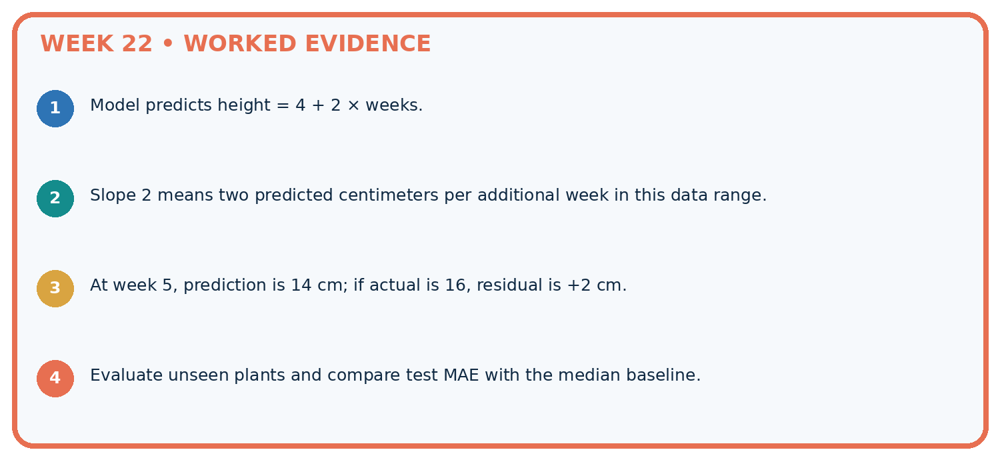 WEEK 22 • WORKED EVIDENCE
1 Model predicts height = 4 + 2 × weeks.
2 Slope 2 means two predicted centimeters per additional week in this data range.
3 At week 5, prediction is 14 cm; if actual is 16, residual is +2 cm.
4 Evaluate unseen plants and compare test MAE with the median baseline.